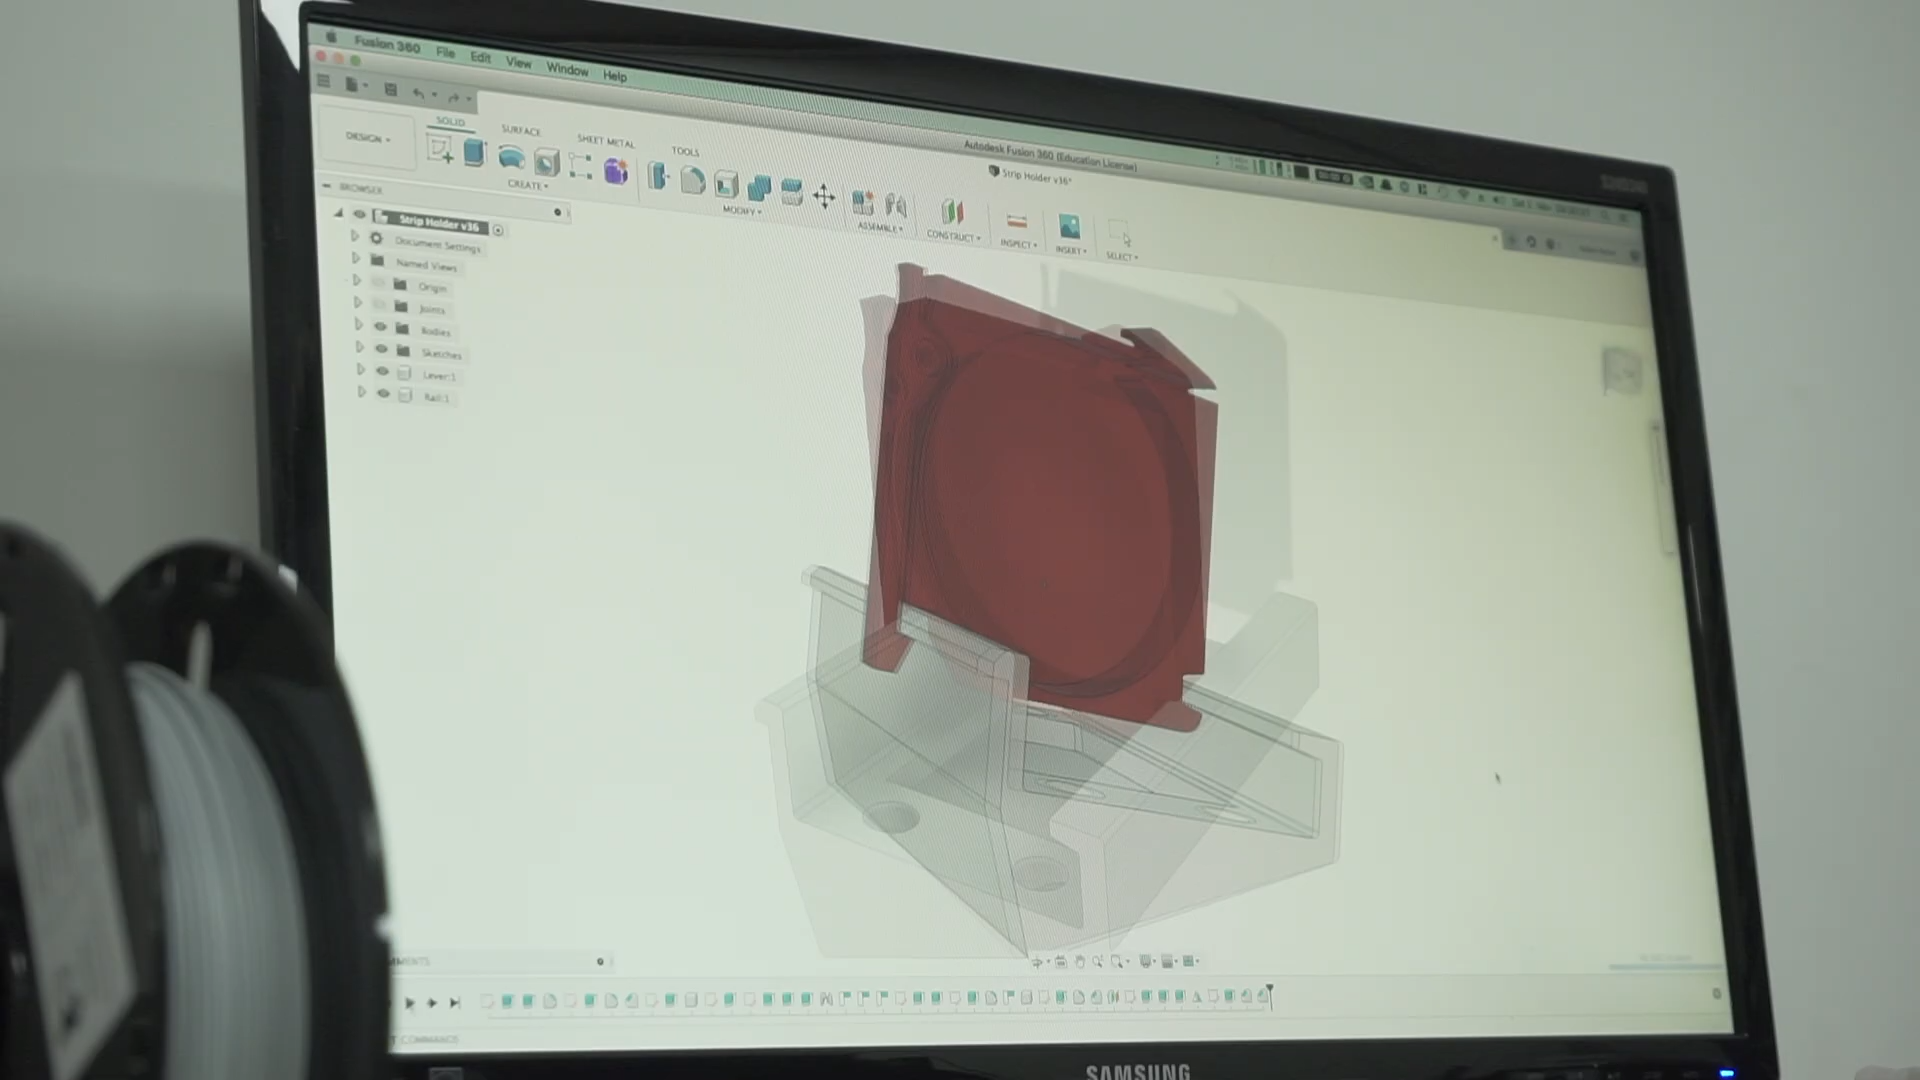 Fusion 360 File Edit View Window Help
Autodesk Fusion 360 (Education License)
Strip Holder v36*
DESIGN
SOLID SURFACE SHEET METAL TOOLS
CREATE MODIFY ASSEMBLE CONSTRUCT INSPECT INSERT SELECT
BROWSER
Strip Holder v36
Document Settings
Named Views
Origin
Joints
Bodies
Sketches
Lever:1
Rail:1
MMENTS
T COMMANDS
SAMSUNG